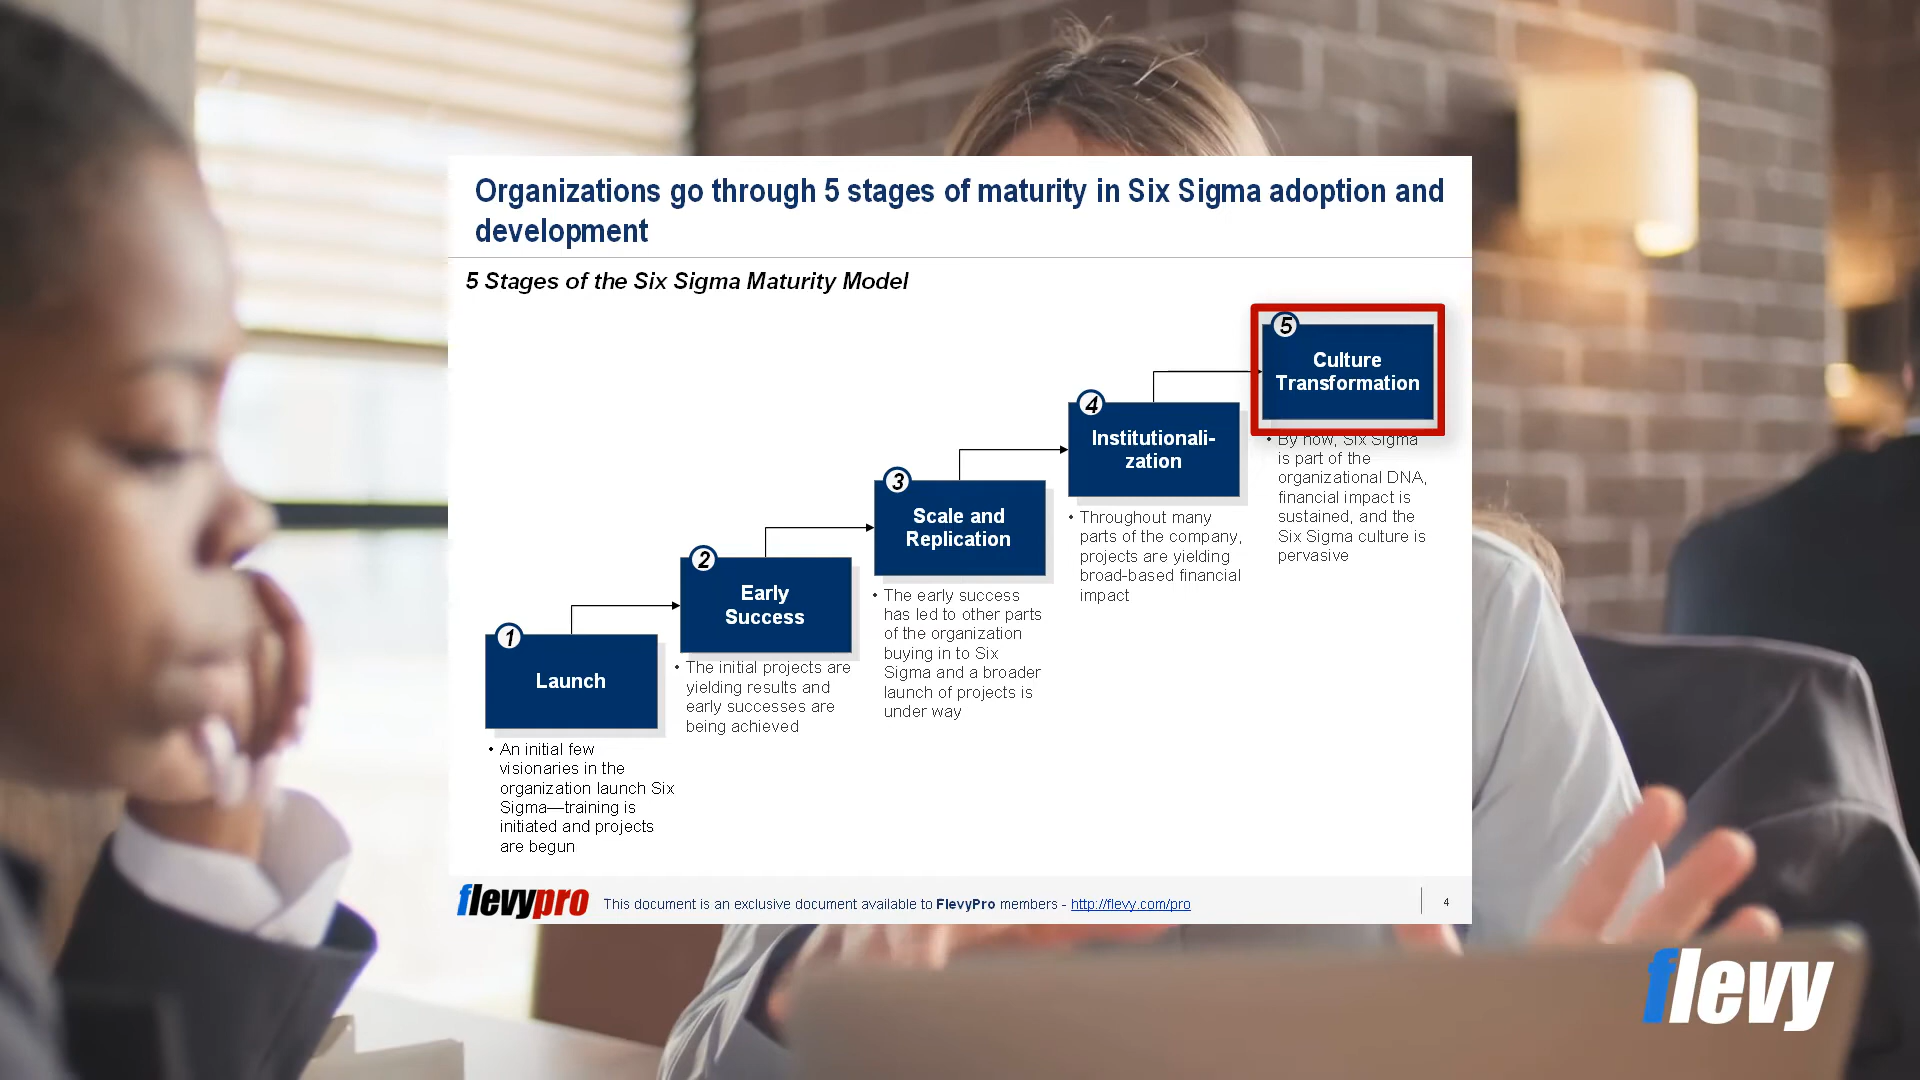 Organizations go through 5 stages of maturity in Six Sigma adoption and
development
5 Stages of the Six Sigma Maturity Model
1
Launch
• An initial few
visionaries in the
organization launch Six
Sigma—training is
initiated and projects
are begun
2
Early
Success
• The initial projects are
yielding results and
early successes are
being achieved
3
Scale and
Replication
• The early success
has led to other parts
of the organization
buying in to Six
Sigma and a broader
launch of projects is
under way
4
Institutionali-
zation
• Throughout many
parts of the company,
projects are yielding
broad-based financial
impact
5
Culture
Transformation
• By now, Six Sigma
is part of the
organizational DNA,
financial impact is
sustained, and the
Six Sigma culture is
pervasive
flevypro
This document is an exclusive document available to FlevyPro members - http://flevy.com/pro
4
flevy